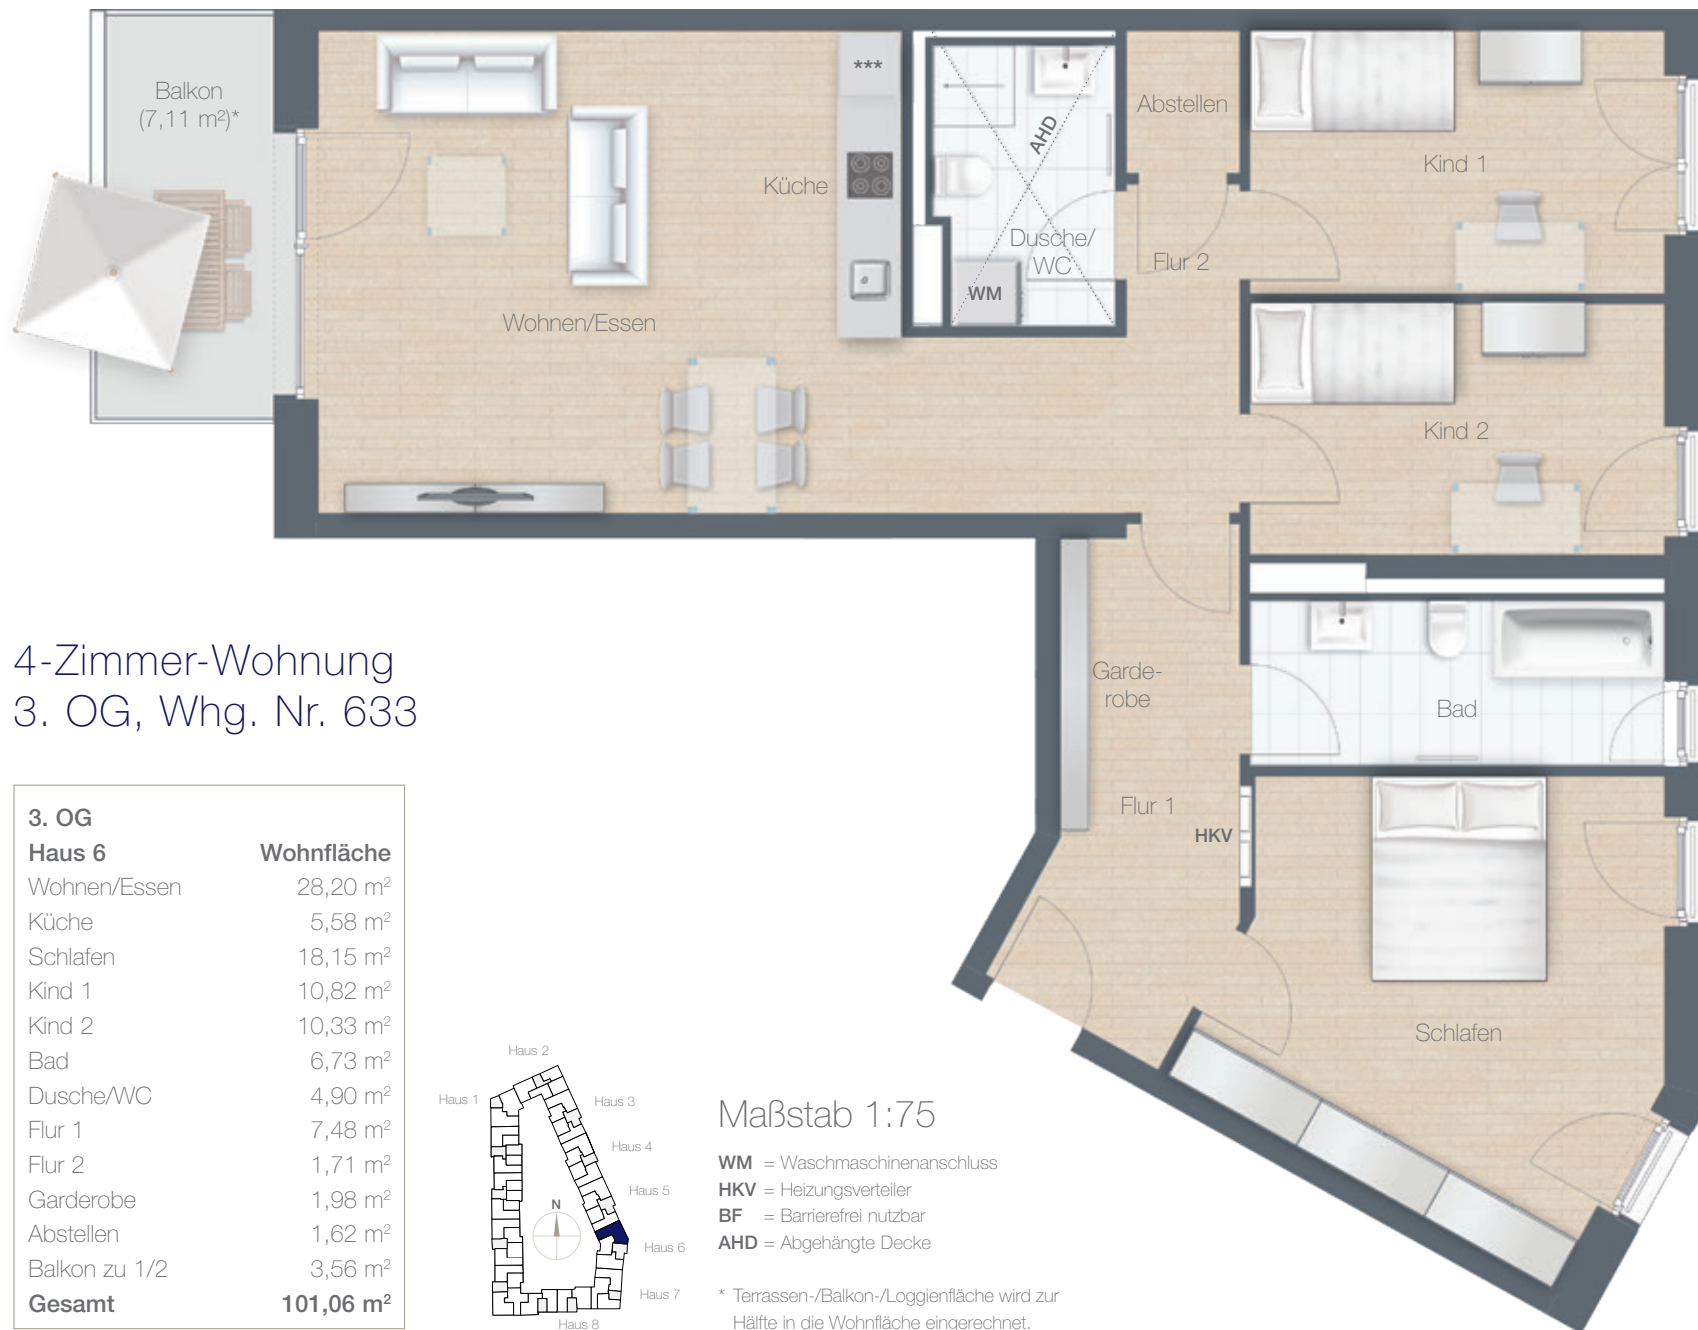 Balkon
(7,11 m²)*
***
Küche
Wohnen/Essen
AHD
Dusche/
WC
WM
Abstellen
Flur 2
Kind 1
Kind 2
Garde-
robe
Bad
Flur 1
HKV
Schlafen
4-Zimmer-Wohnung
3. OG, Whg. Nr. 633
3. OG
Haus 6 Wohnfläche
Wohnen/Essen 28,20 m²
Küche 5,58 m²
Schlafen 18,15 m²
Kind 1 10,82 m²
Kind 2 10,33 m²
Bad 6,73 m²
Dusche/WC 4,90 m²
Flur 1 7,48 m²
Flur 2 1,71 m²
Garderobe 1,98 m²
Abstellen 1,62 m²
Balkon zu 1/2 3,56 m²
Gesamt 101,06 m²
Haus 2
Haus 1
Haus 3
Haus 4
Haus 5
N
Haus 6
Haus 7
Haus 8
Maßstab 1:75
WM = Waschmaschinenanschluss
HKV = Heizungsverteiler
BF = Barrierefrei nutzbar
AHD = Abgehängte Decke
* Terrassen-/Balkon-/Loggienfläche wird zur
Hälfte in die Wohnfläche eingerechnet.